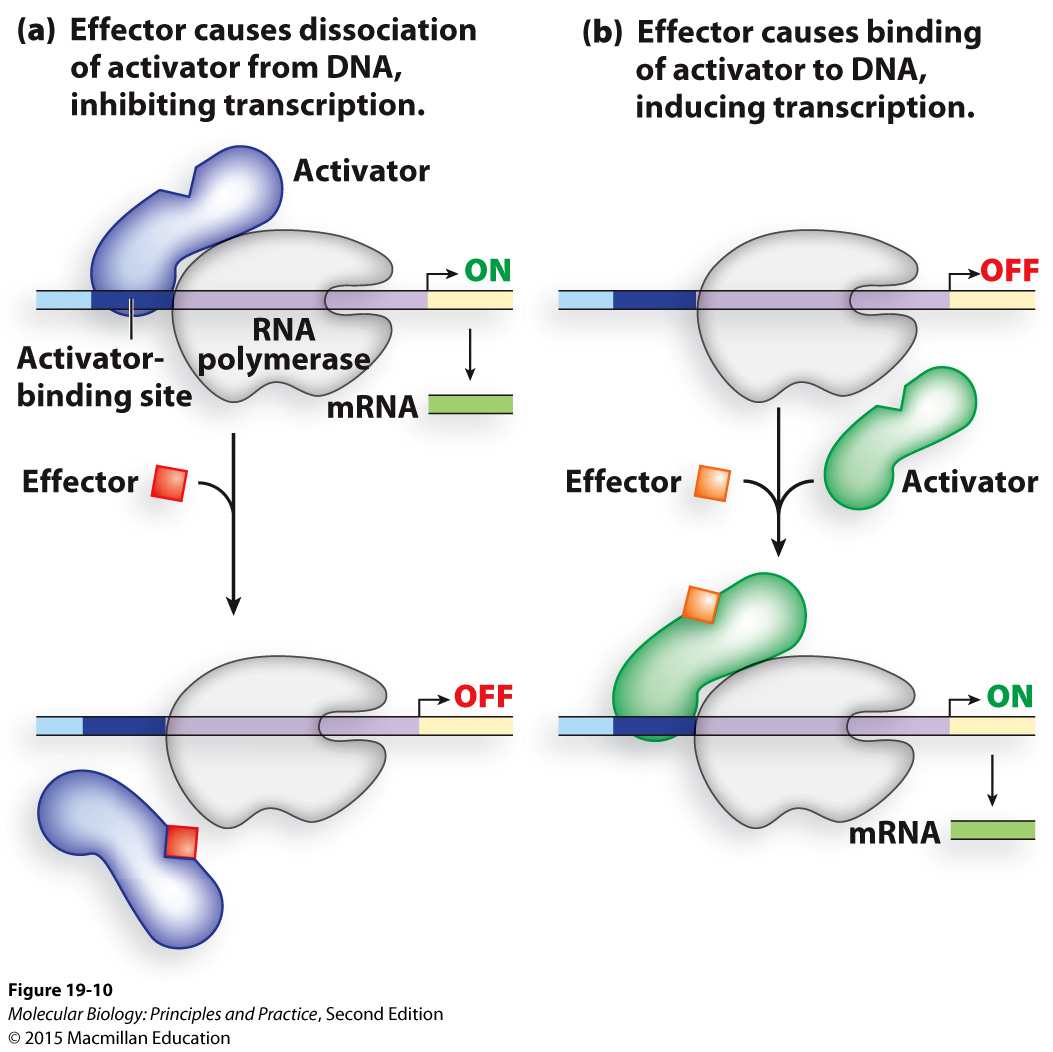 (a) Effector causes dissociation
of activator from DNA,
inhibiting transcription.
Activator
ON
RNA
polymerase
Activator-
binding site
mRNA
Effector
OFF
(b) Effector causes binding
of activator to DNA,
inducing transcription.
OFF
Effector
Activator
ON
mRNA
Figure 19-10
Molecular Biology: Principles and Practice, Second Edition
© 2015 Macmillan Education